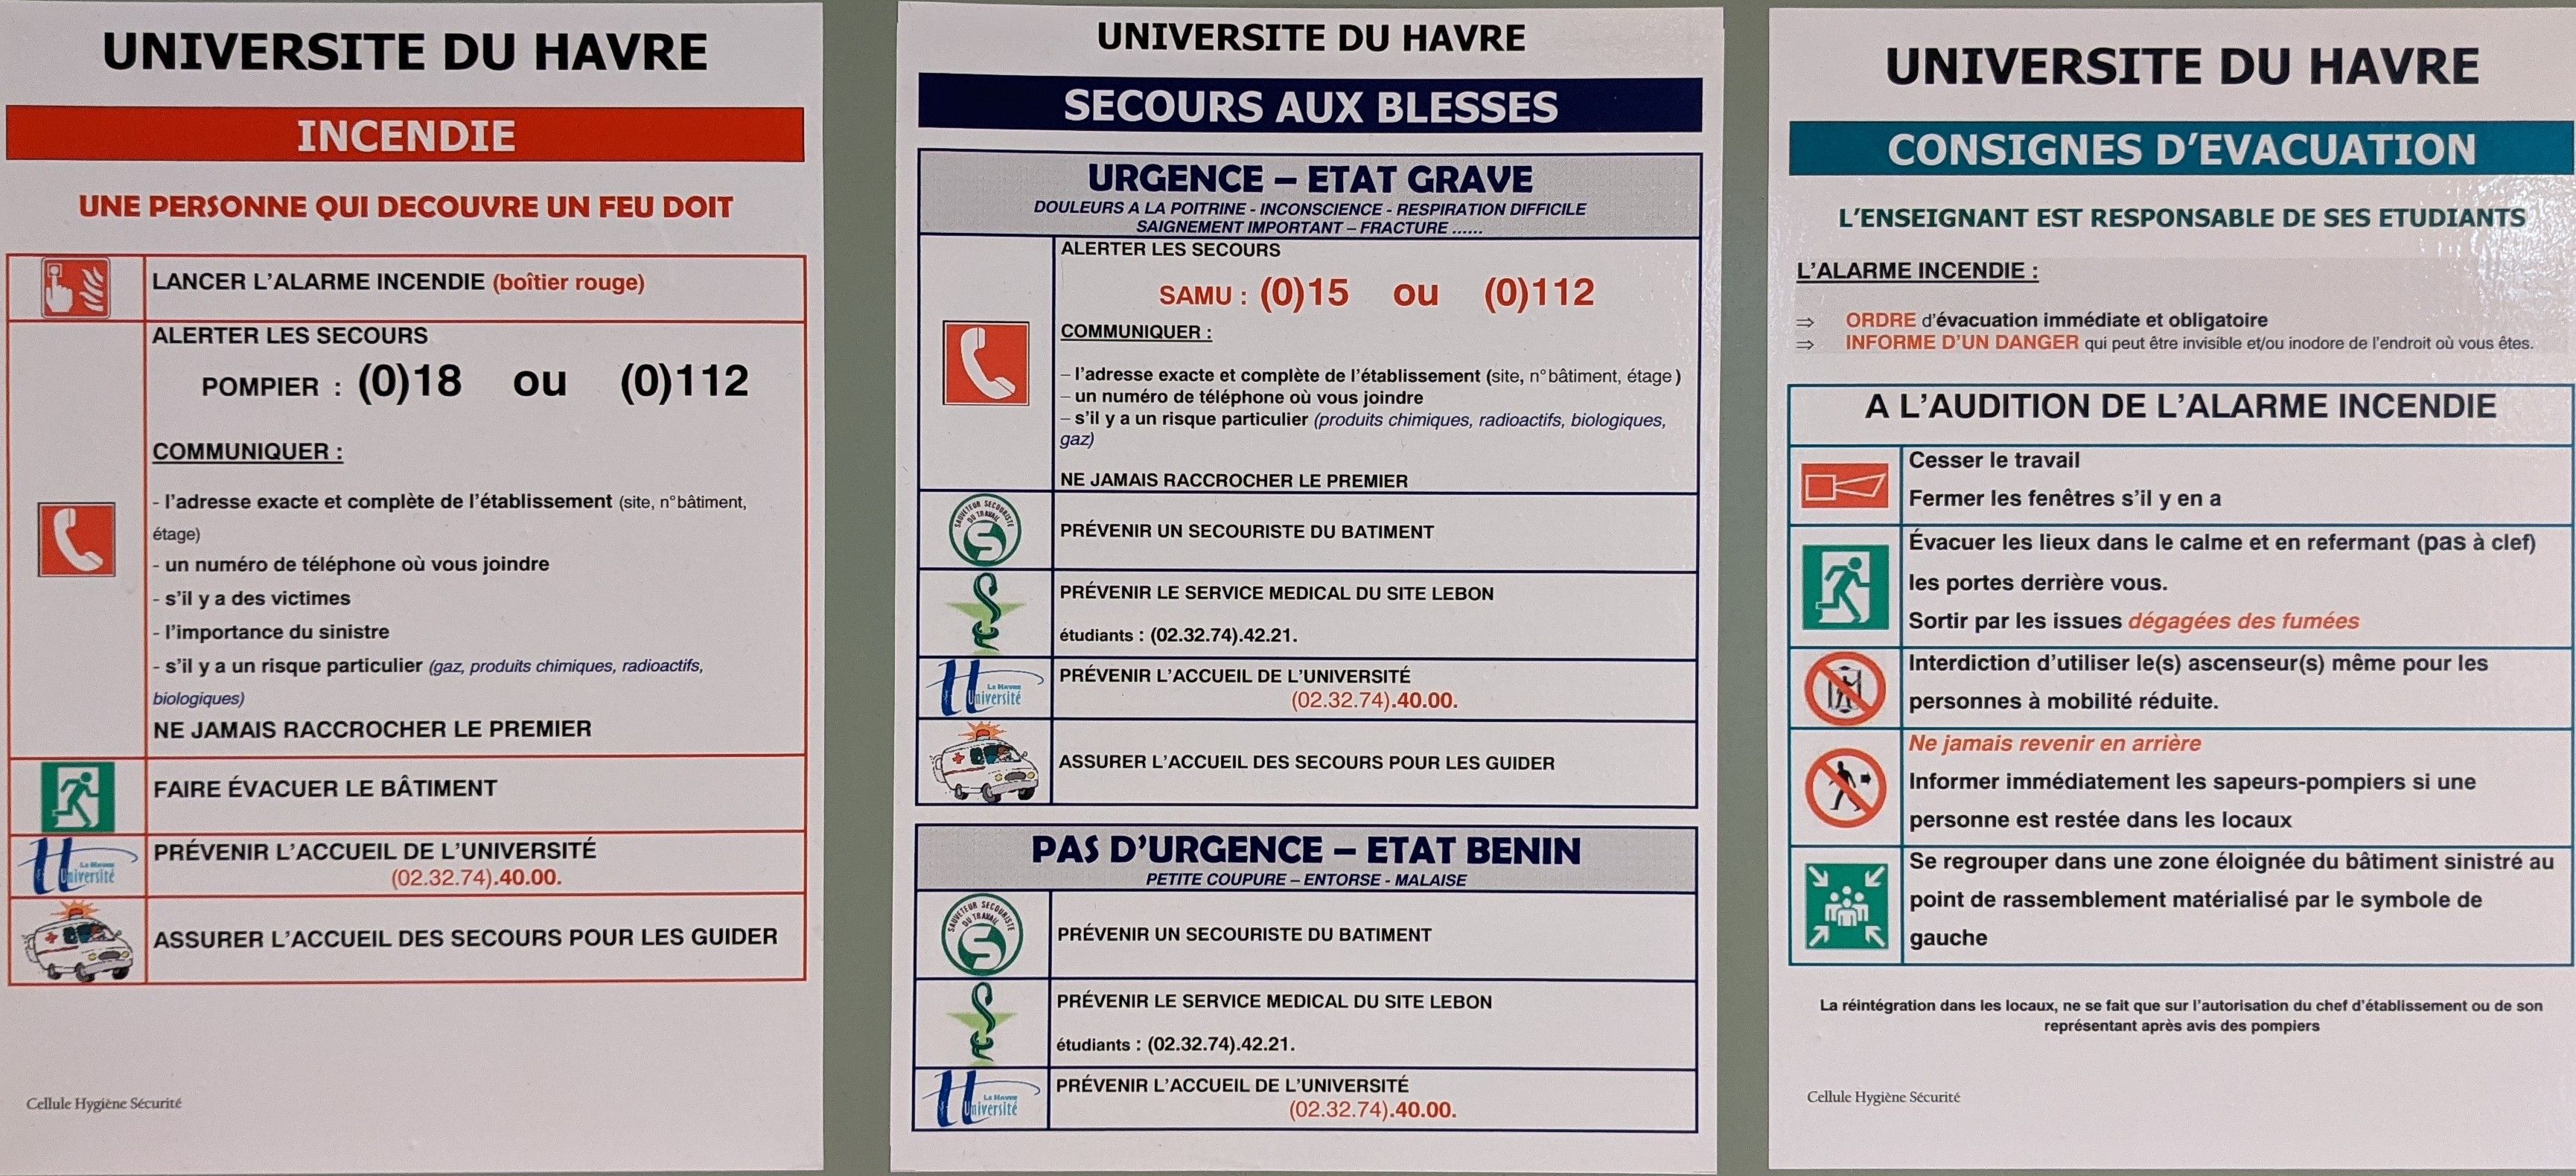 UNIVERSITE DU HAVRE
INCENDIE
UNE PERSONNE QUI DECOUVRE UN FEU DOIT
LANCER L'ALARME INCENDIE (boîtier rouge)
ALERTER LES SECOURS
POMPIER : (0)18 ou (0)112
COMMUNIQUER :
- l'adresse exacte et complète de l'établissement (site, n°bâtiment,
étage)
- un numéro de téléphone où vous joindre
- s'il y a des victimes
- l'importance du sinistre
- s'il y a un risque particulier (gaz, produits chimiques, radioactifs,
biologiques)
NE JAMAIS RACCROCHER LE PREMIER
FAIRE ÉVACUER LE BÂTIMENT
Le Havre
Université
PRÉVENIR L'ACCUEIL DE L'UNIVERSITÉ
(02.32.74).40.00.
ASSURER L'ACCUEIL DES SECOURS POUR LES GUIDER
Cellule Hygiène Sécurité
UNIVERSITE DU HAVRE
SECOURS AUX BLESSES
URGENCE – ETAT GRAVE
DOULEURS A LA POITRINE - INCONSCIENCE - RESPIRATION DIFFICILE
SAIGNEMENT IMPORTANT – FRACTURE ......
ALERTER LES SECOURS
SAMU : (0)15 ou (0)112
COMMUNIQUER :
– l'adresse exacte et complète de l'établissement (site, n°bâtiment, étage)
– un numéro de téléphone où vous joindre
– s'il y a un risque particulier (produits chimiques, radioactifs, biologiques,
gaz)
NE JAMAIS RACCROCHER LE PREMIER
SAUVETEUR SECOURISTE
DU TRAVAIL
PRÉVENIR UN SECOURISTE DU BATIMENT
PRÉVENIR LE SERVICE MEDICAL DU SITE LEBON
étudiants : (02.32.74).42.21.
Le Havre
Université
PRÉVENIR L'ACCUEIL DE L'UNIVERSITÉ
(02.32.74).40.00.
ASSURER L'ACCUEIL DES SECOURS POUR LES GUIDER
PAS D'URGENCE – ETAT BENIN
PETITE COUPURE – ENTORSE - MALAISE
SAUVETEUR SECOURISTE
DU TRAVAIL
PRÉVENIR UN SECOURISTE DU BATIMENT
PRÉVENIR LE SERVICE MEDICAL DU SITE LEBON
étudiants : (02.32.74).42.21.
Le Havre
Université
PRÉVENIR L'ACCUEIL DE L'UNIVERSITÉ
(02.32.74).40.00.
UNIVERSITE DU HAVRE
CONSIGNES D'EVACUATION
L'ENSEIGNANT EST RESPONSABLE DE SES ETUDIANTS
L'ALARME INCENDIE :
⇒ ORDRE d'évacuation immédiate et obligatoire
⇒ INFORME D'UN DANGER qui peut être invisible et/ou inodore de l'endroit où vous êtes.
A L'AUDITION DE L'ALARME INCENDIE
Cesser le travail
Fermer les fenêtres s'il y en a
Évacuer les lieux dans le calme et en refermant (pas à clef)
les portes derrière vous.
Sortir par les issues dégagées des fumées
Interdiction d'utiliser le(s) ascenseur(s) même pour les
personnes à mobilité réduite.
Ne jamais revenir en arrière
Informer immédiatement les sapeurs-pompiers si une
personne est restée dans les locaux
Se regrouper dans une zone éloignée du bâtiment sinistré au
point de rassemblement matérialisé par le symbole de
gauche
La réintégration dans les locaux, ne se fait que sur l'autorisation du chef d'établissement ou de son
représentant après avis des pompiers
Cellule Hygiène Sécurité